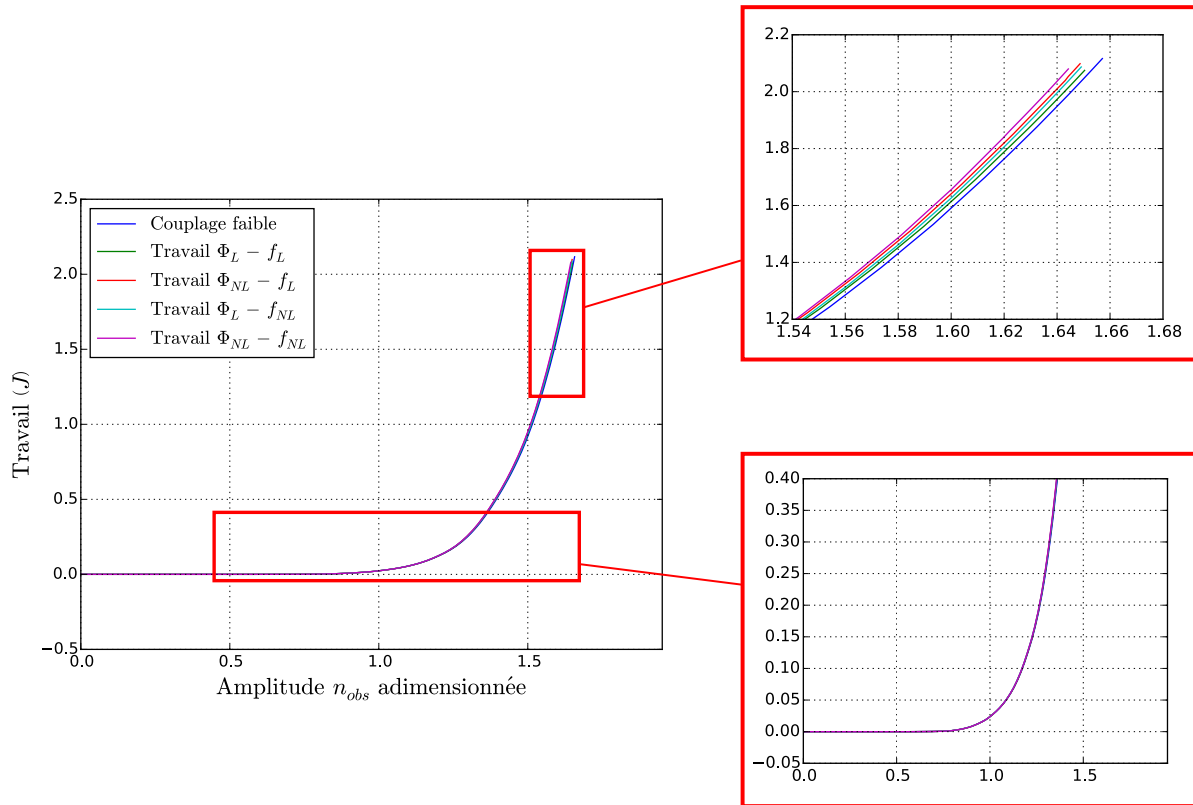 2.5
2.0
1.5
1.0
0.5
0.0
−0.5
Travail (J)
Couplage faible
Travail Φ_L − f_L
Travail Φ_NL − f_L
Travail Φ_L − f_NL
Travail Φ_NL − f_NL
0.0 0.5 1.0 1.5
Amplitude n_obs adimensionnée
2.2
2.0
1.8
1.6
1.4
1.2
1.54 1.56 1.58 1.60 1.62 1.64 1.66 1.68
0.40
0.35
0.30
0.25
0.20
0.15
0.10
0.05
0.00
−0.05
0.0 0.5 1.0 1.5